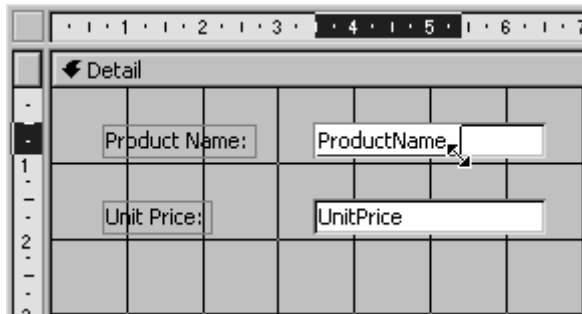 1 2 3 4 5 6 7
Detail
Product Name: ProductName
1
Unit Price: UnitPrice
2